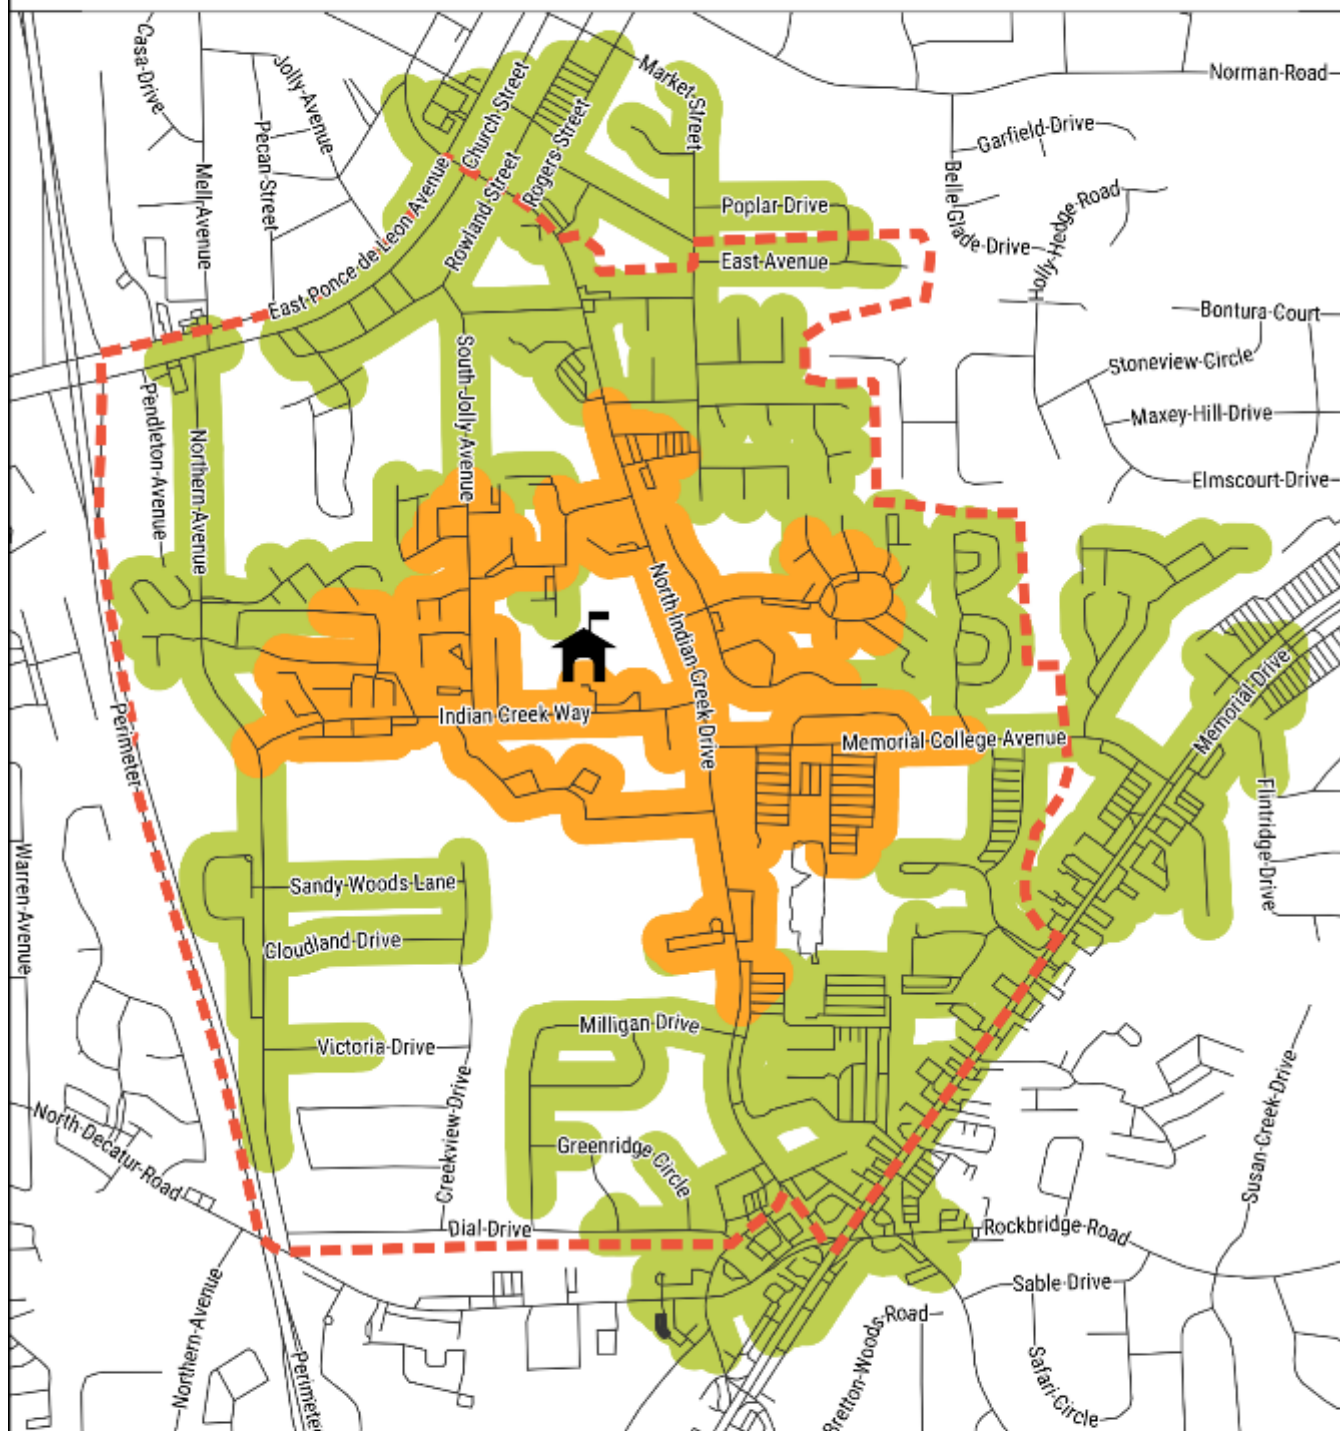 Casa Drive
Jolly Avenue
Market Street
Norman Road
Church Street
Pecan Street
Rogers Street
Garfield Drive
Mell Avenue
Rowland Street
Belle Glade Drive
Holly Hedge Road
Poplar Drive
East Ponce de Leon Avenue
East Avenue
Bontura Court
South Jolly Avenue
Stoneview Circle
Pendleton Avenue
Northern Avenue
Maxey Hill Drive
Elmscourt Drive
North Indian Creek Drive
Memorial Drive
Indian Creek Way
Perimeter
Memorial College Avenue
Flintridge Drive
Warren Avenue
Sandy Woods Lane
Cloudland Drive
Milligan Drive
Victoria Drive
Creekview Drive
North Decatur Road
Greenridge Circle
Susan Creek Drive
Dial Drive
Rockbridge Road
Sable Drive
Northern Avenue
Perimeter
Bretton Woods Road
Safari Circle